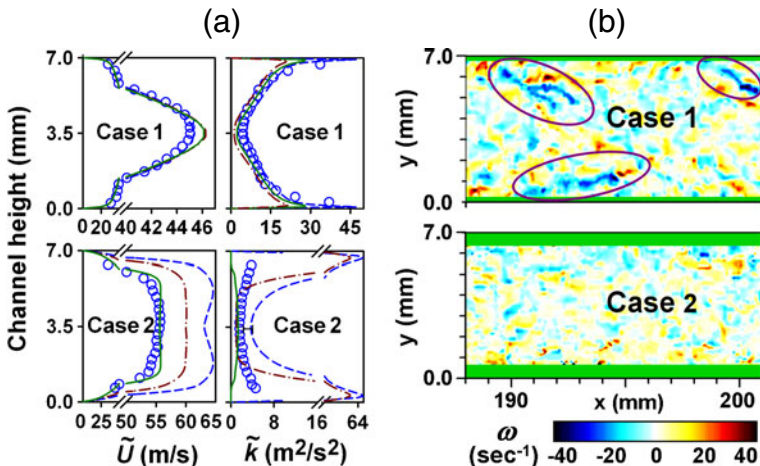 (a)
(b)
Channel height (mm)
7.0
3.5
0.0
Case 1
0 20 40 42 44 46
Case 1
0 15 30 45
7.0
3.5
0.0
Case 2
0 25 50 55 60 65
Ũ (m/s)
Case 2
0 8 16 64
k̃ (m²/s²)
7.0
y (mm)
0.0
Case 1
7.0
y (mm)
0.0
Case 2
190 x (mm) 200
ω
(sec⁻¹)
-40 -20 0 20 40